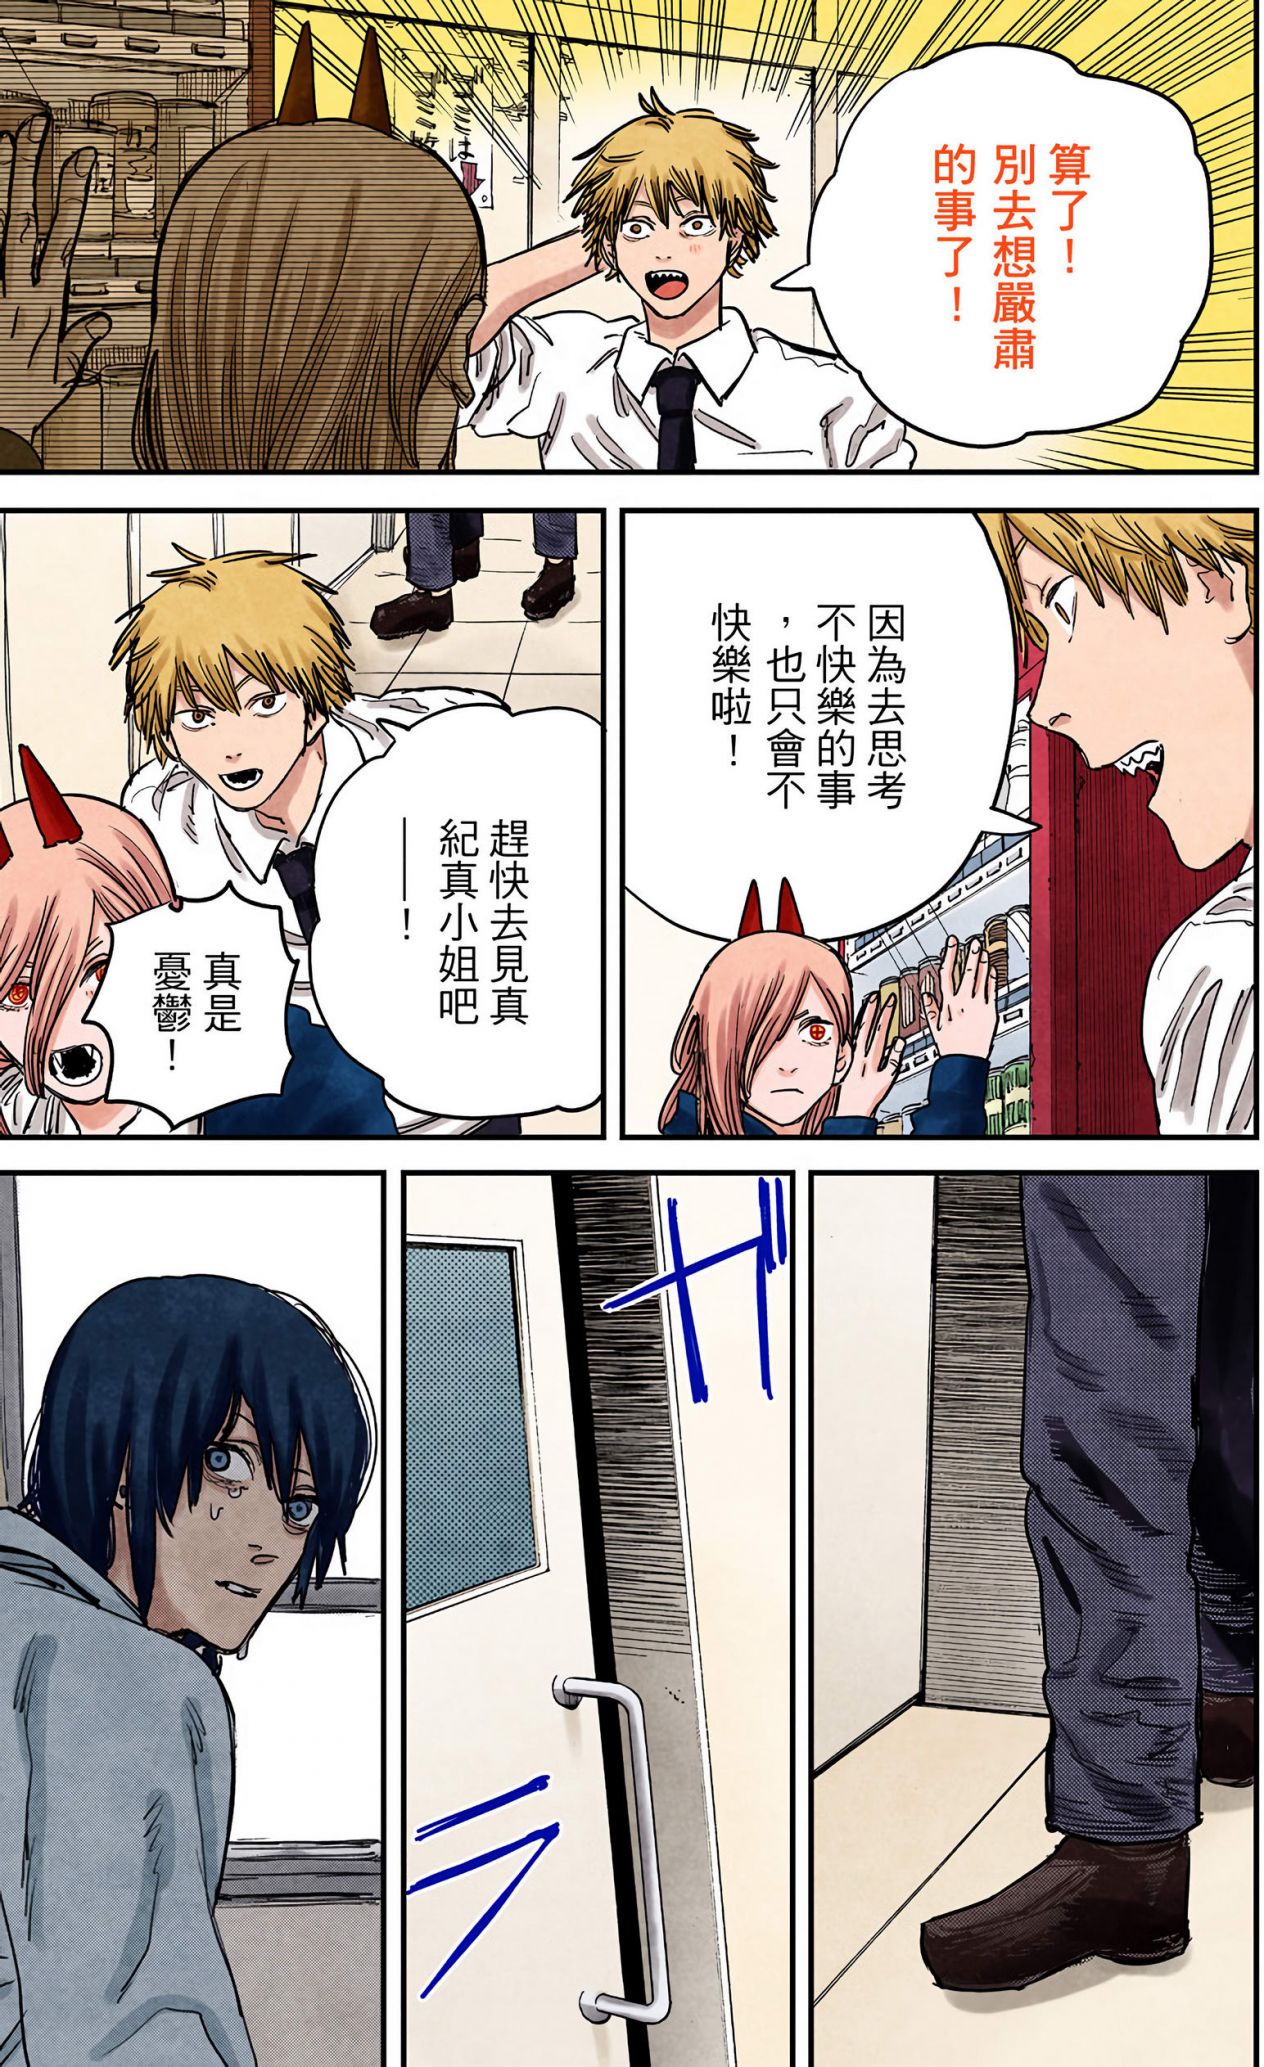 算了！
別去想嚴肅
的事了！
因為去思考
不快樂的事
，也只會不
快樂啦！
趕快去見真
紀真小姐吧
——！
真是
憂鬱！
ガ
ラ